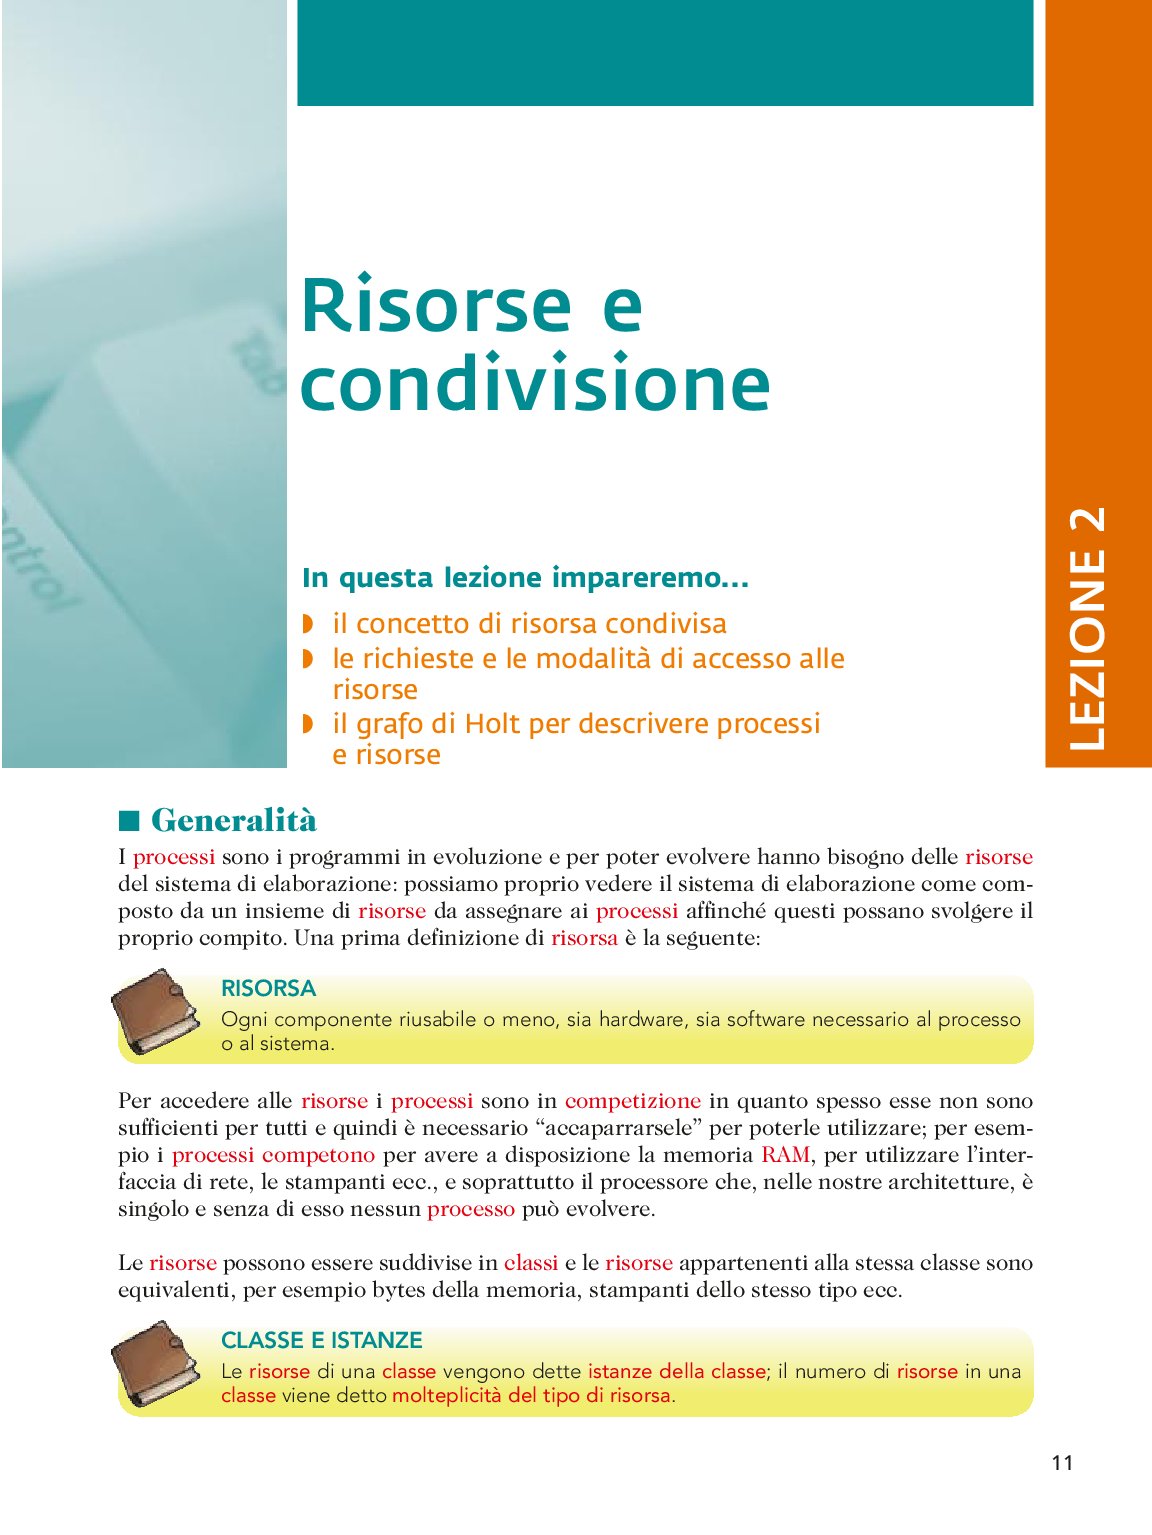 Tab
ntrol
Risorse e
condivisione
LEZIONE 2
In questa lezione impareremo...
◗ il concetto di risorsa condivisa
◗ le richieste e le modalità di accesso alle
risorse
◗ il grafo di Holt per descrivere processi
e risorse
■ Generalità
I processi sono i programmi in evoluzione e per poter evolvere hanno bisogno delle risorse
del sistema di elaborazione: possiamo proprio vedere il sistema di elaborazione come com-
posto da un insieme di risorse da assegnare ai processi affinché questi possano svolgere il
proprio compito. Una prima definizione di risorsa è la seguente:
RISORSA
Ogni componente riusabile o meno, sia hardware, sia software necessario al processo
o al sistema.
Per accedere alle risorse i processi sono in competizione in quanto spesso esse non sono
sufficienti per tutti e quindi è necessario “accaparrarsele” per poterle utilizzare; per esem-
pio i processi competono per avere a disposizione la memoria RAM, per utilizzare l’inter-
faccia di rete, le stampanti ecc., e soprattutto il processore che, nelle nostre architetture, è
singolo e senza di esso nessun processo può evolvere.
Le risorse possono essere suddivise in classi e le risorse appartenenti alla stessa classe sono
equivalenti, per esempio bytes della memoria, stampanti dello stesso tipo ecc.
CLASSE E ISTANZE
Le risorse di una classe vengono dette istanze della classe; il numero di risorse in una
classe viene detto molteplicità del tipo di risorsa.
11